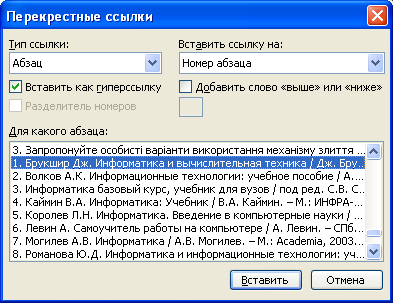 Перекрестные ссылки
Тип ссылки:
Вставить ссылку на:
Абзац
Номер абзаца
Вставить как гиперссылку
Добавить слово «выше» или «ниже»
Разделитель номеров
Для какого абзаца:
3. Запропонуйте особисті варіанти використання механізму злиття ...
1. Брукшир Дж. Информатика и вычислительная техника / Дж. Бру...
2. Волков А.К. Информационные технологии: учебное пособие / А....
3. Информатика базовый курс, учебник для вузов / под ред. С.В. С...
4. Каймин В.А. Информатика: Учебник / В.А. Каймин. – М.: ИНФРА-...
5. Королев Л.Н. Информатика. Введение в компьютерные науки / ...
6. Левин А. Самоучитель работы на компьютере / А. Левин. – СПб...
7. Могилев А.В. Информатика / А.В. Могилев. – М.: Academia, 2003...
8. Романова Ю.Д. Информатика и информационные технологии: уч...
Вставить
Отмена